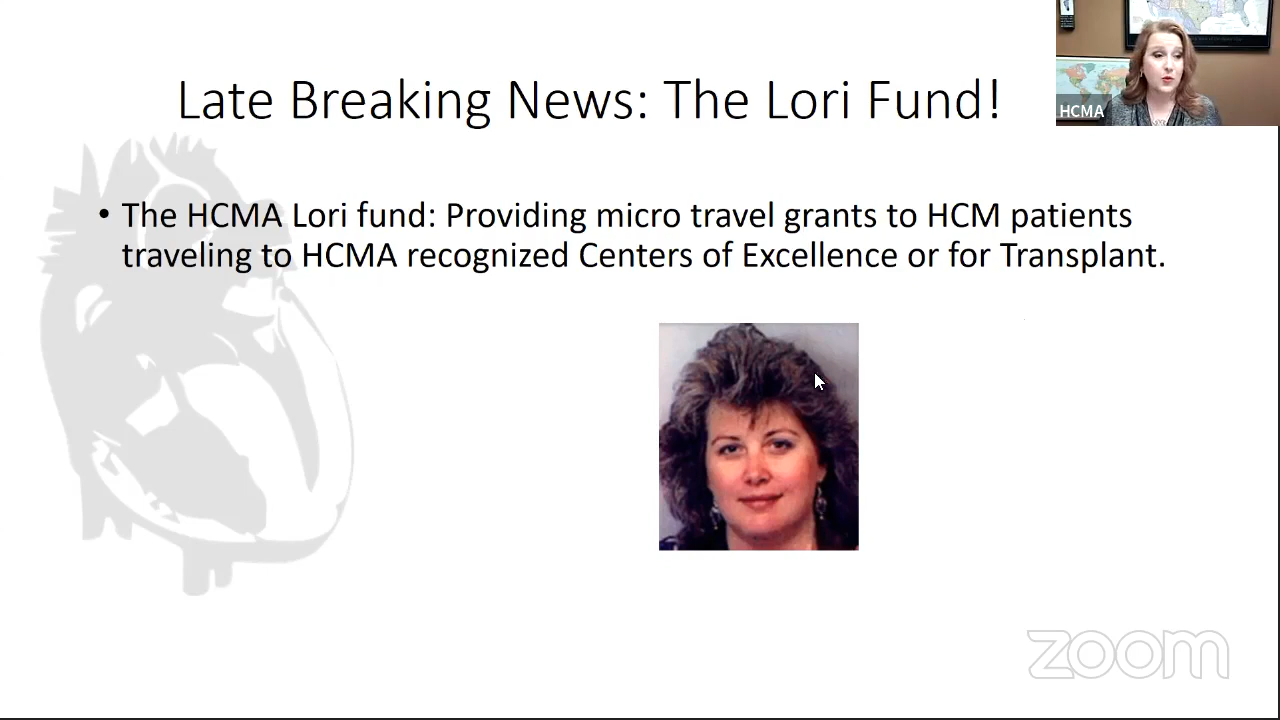 Late Breaking News: The Lori Fund!
HCMA
• The HCMA Lori fund: Providing micro travel grants to HCM patients
traveling to HCMA recognized Centers of Excellence or for Transplant.
zoom